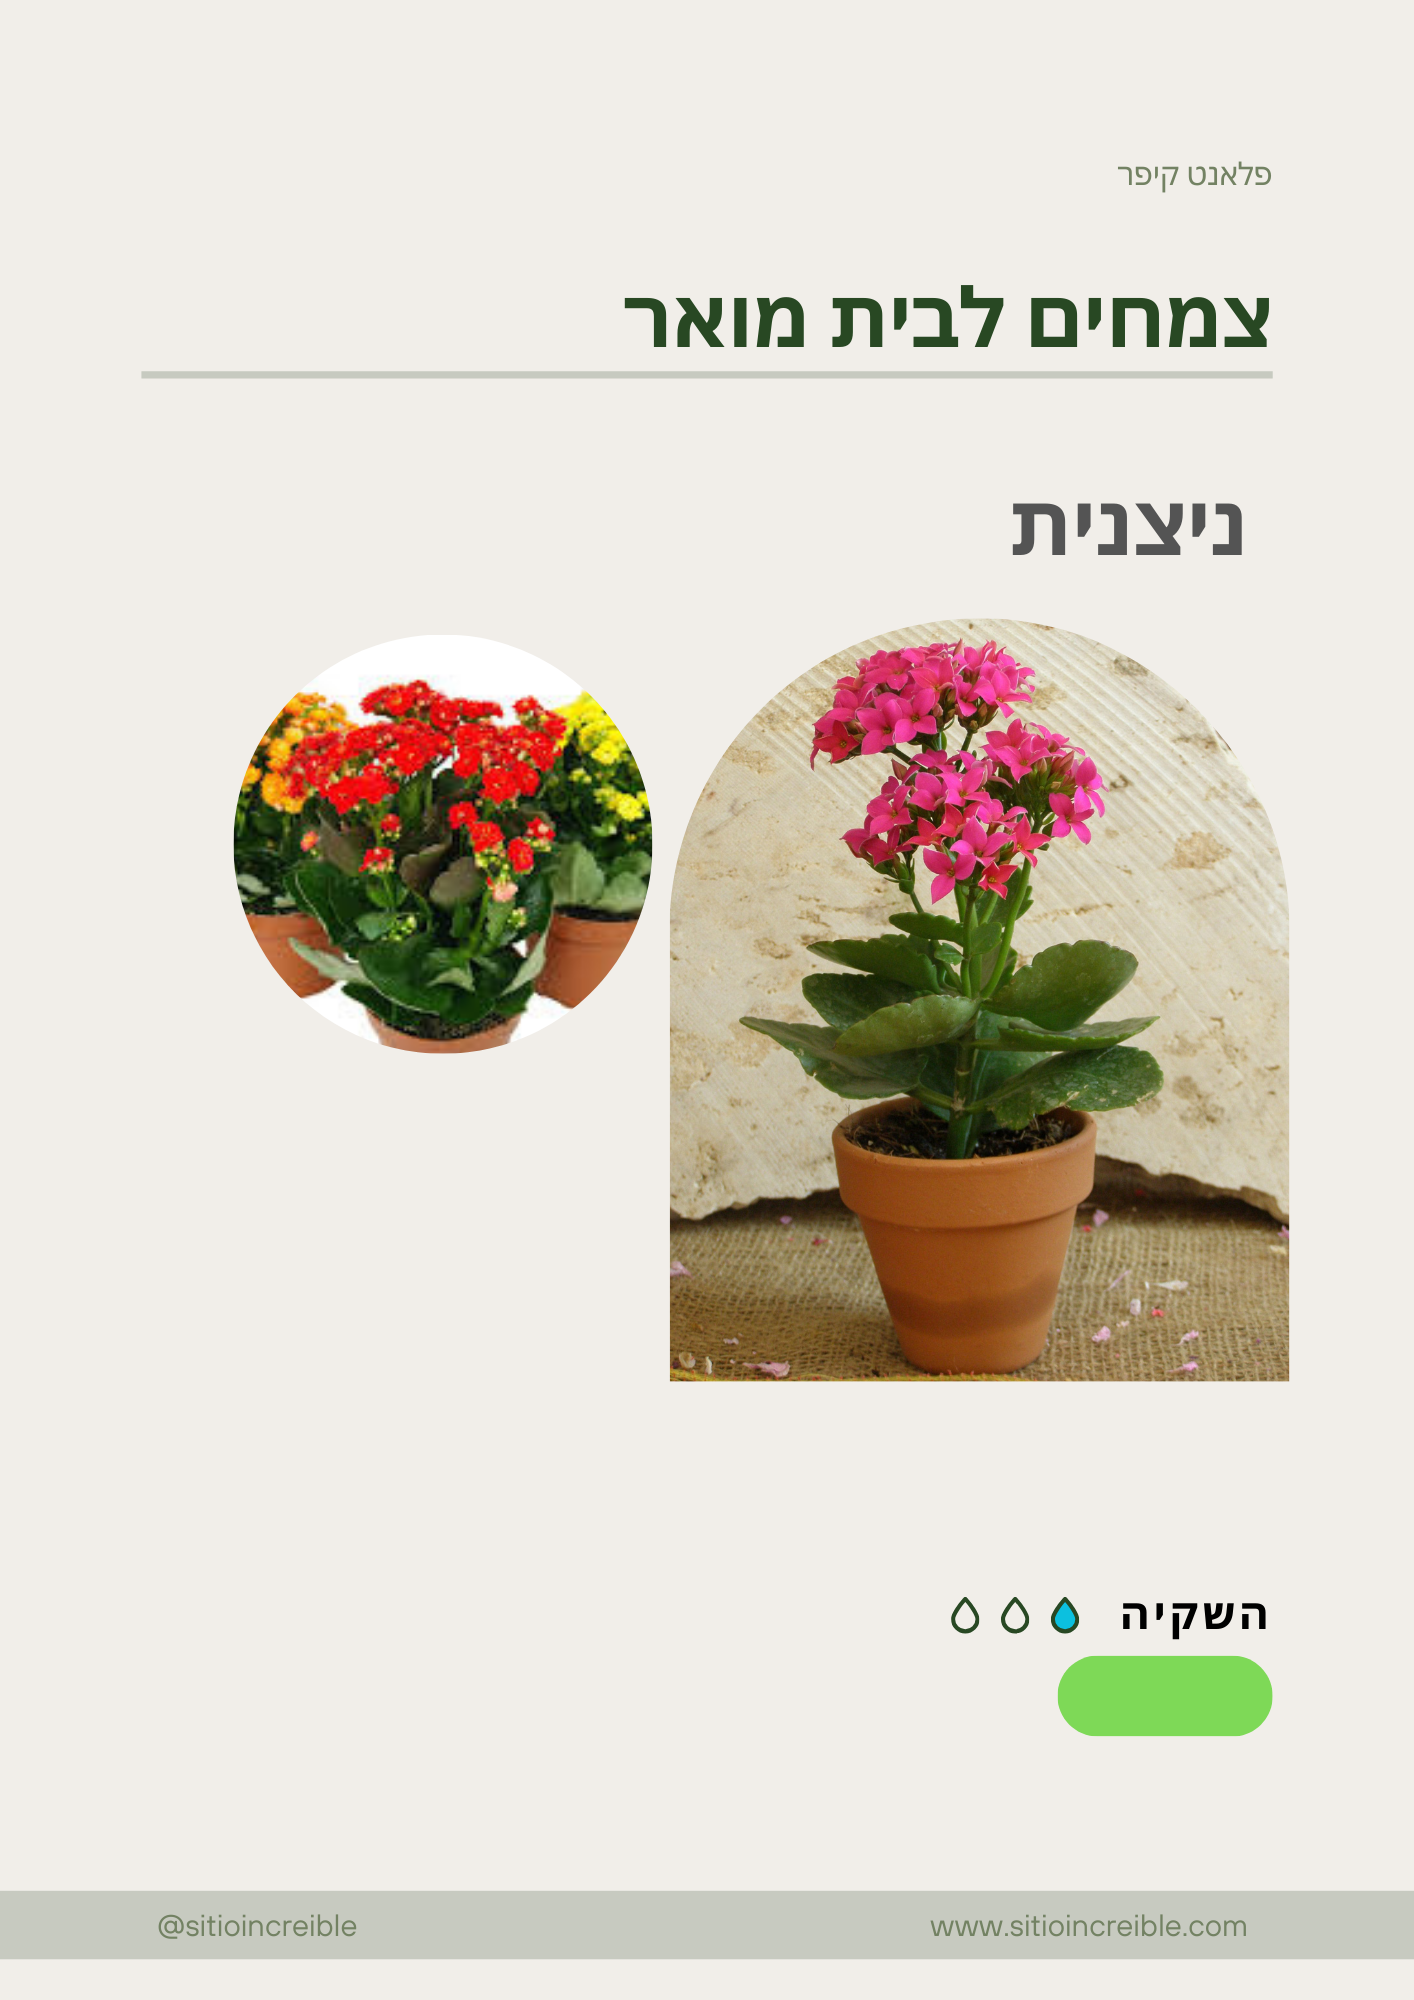 פלאנט קיפר
צמחים לבית מואר
ניצנית
השקיה
@sitioincreible
www.sitioincreible.com